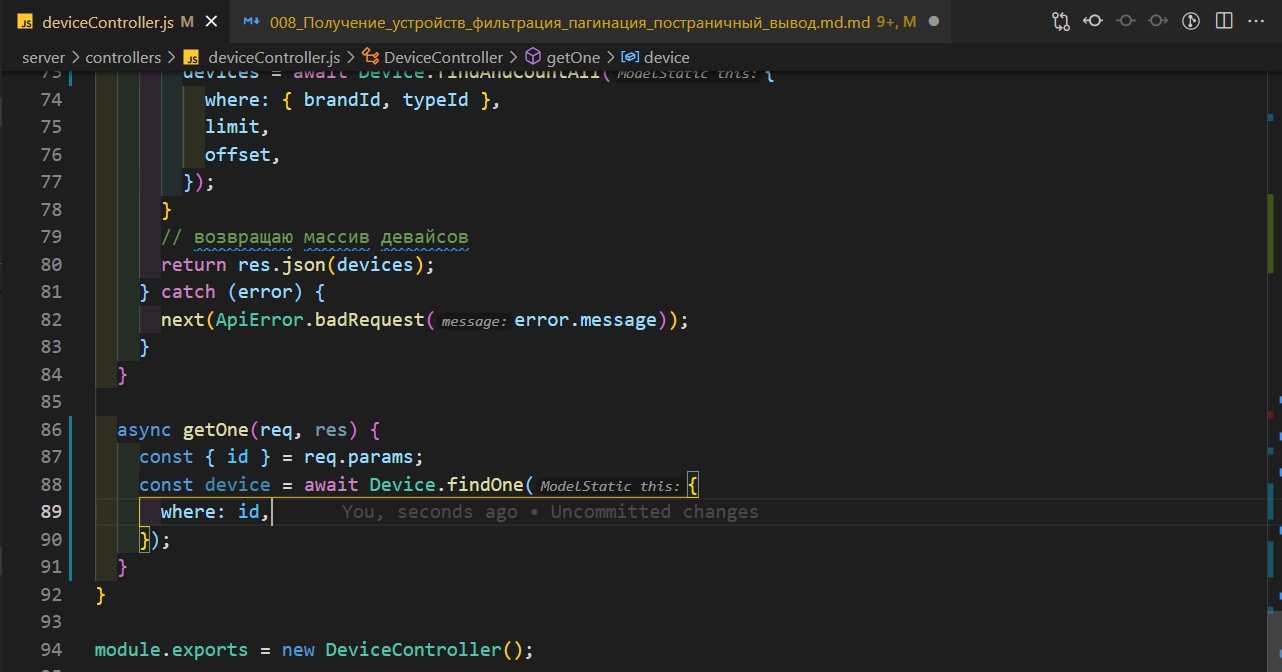 JS deviceController.js M × M↓ 008_Получение_устройств_фильтрация_пагинация_постраничный_вывод.md.md 9+, M ●
server > controllers > JS deviceController.js > DeviceController > getOne > device
73 devices = await Device.findAndCountAll( ModelStatic this: {
74 where: { brandId, typeId },
75 limit,
76 offset,
77 });
78 }
79 // возвращаю массив девайсов
80 return res.json(devices);
81 } catch (error) {
82 next(ApiError.badRequest( message: error.message));
83 }
84 }
85
86 async getOne(req, res) {
87 const { id } = req.params;
88 const device = await Device.findOne( ModelStatic this: {
89 where: id, You, seconds ago • Uncommitted changes
90 });
91 }
92 }
93
94 module.exports = new DeviceController();